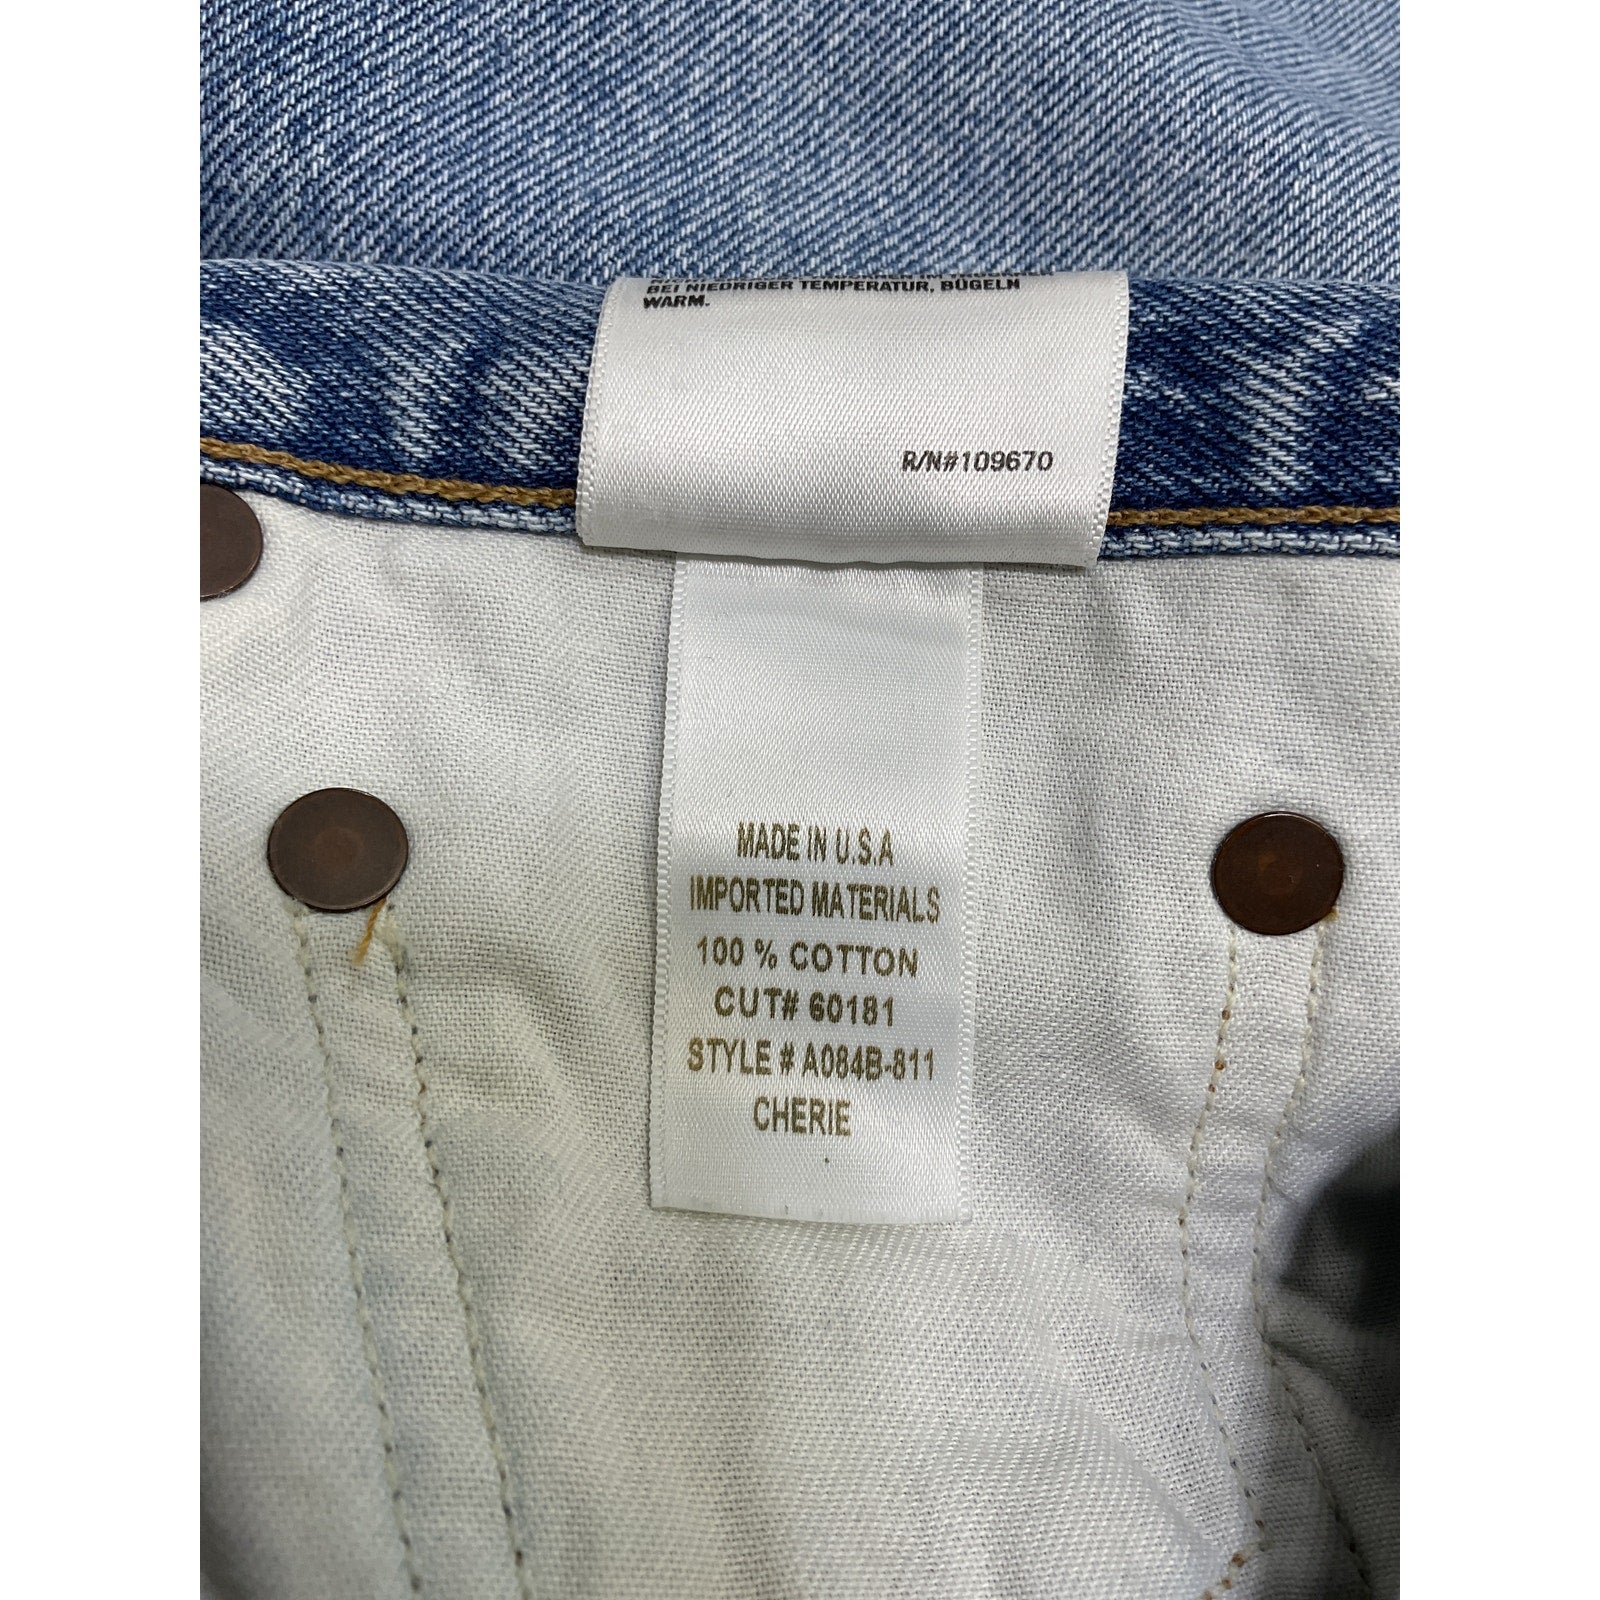 BEI NIEDRIGER TEMPERATUR, BÜGELN
WARM.
R/N#109670
MADE IN U.S.A
IMPORTED MATERIALS
100 % COTTON
CUT# 60181
STYLE # A084B-811
CHERIE